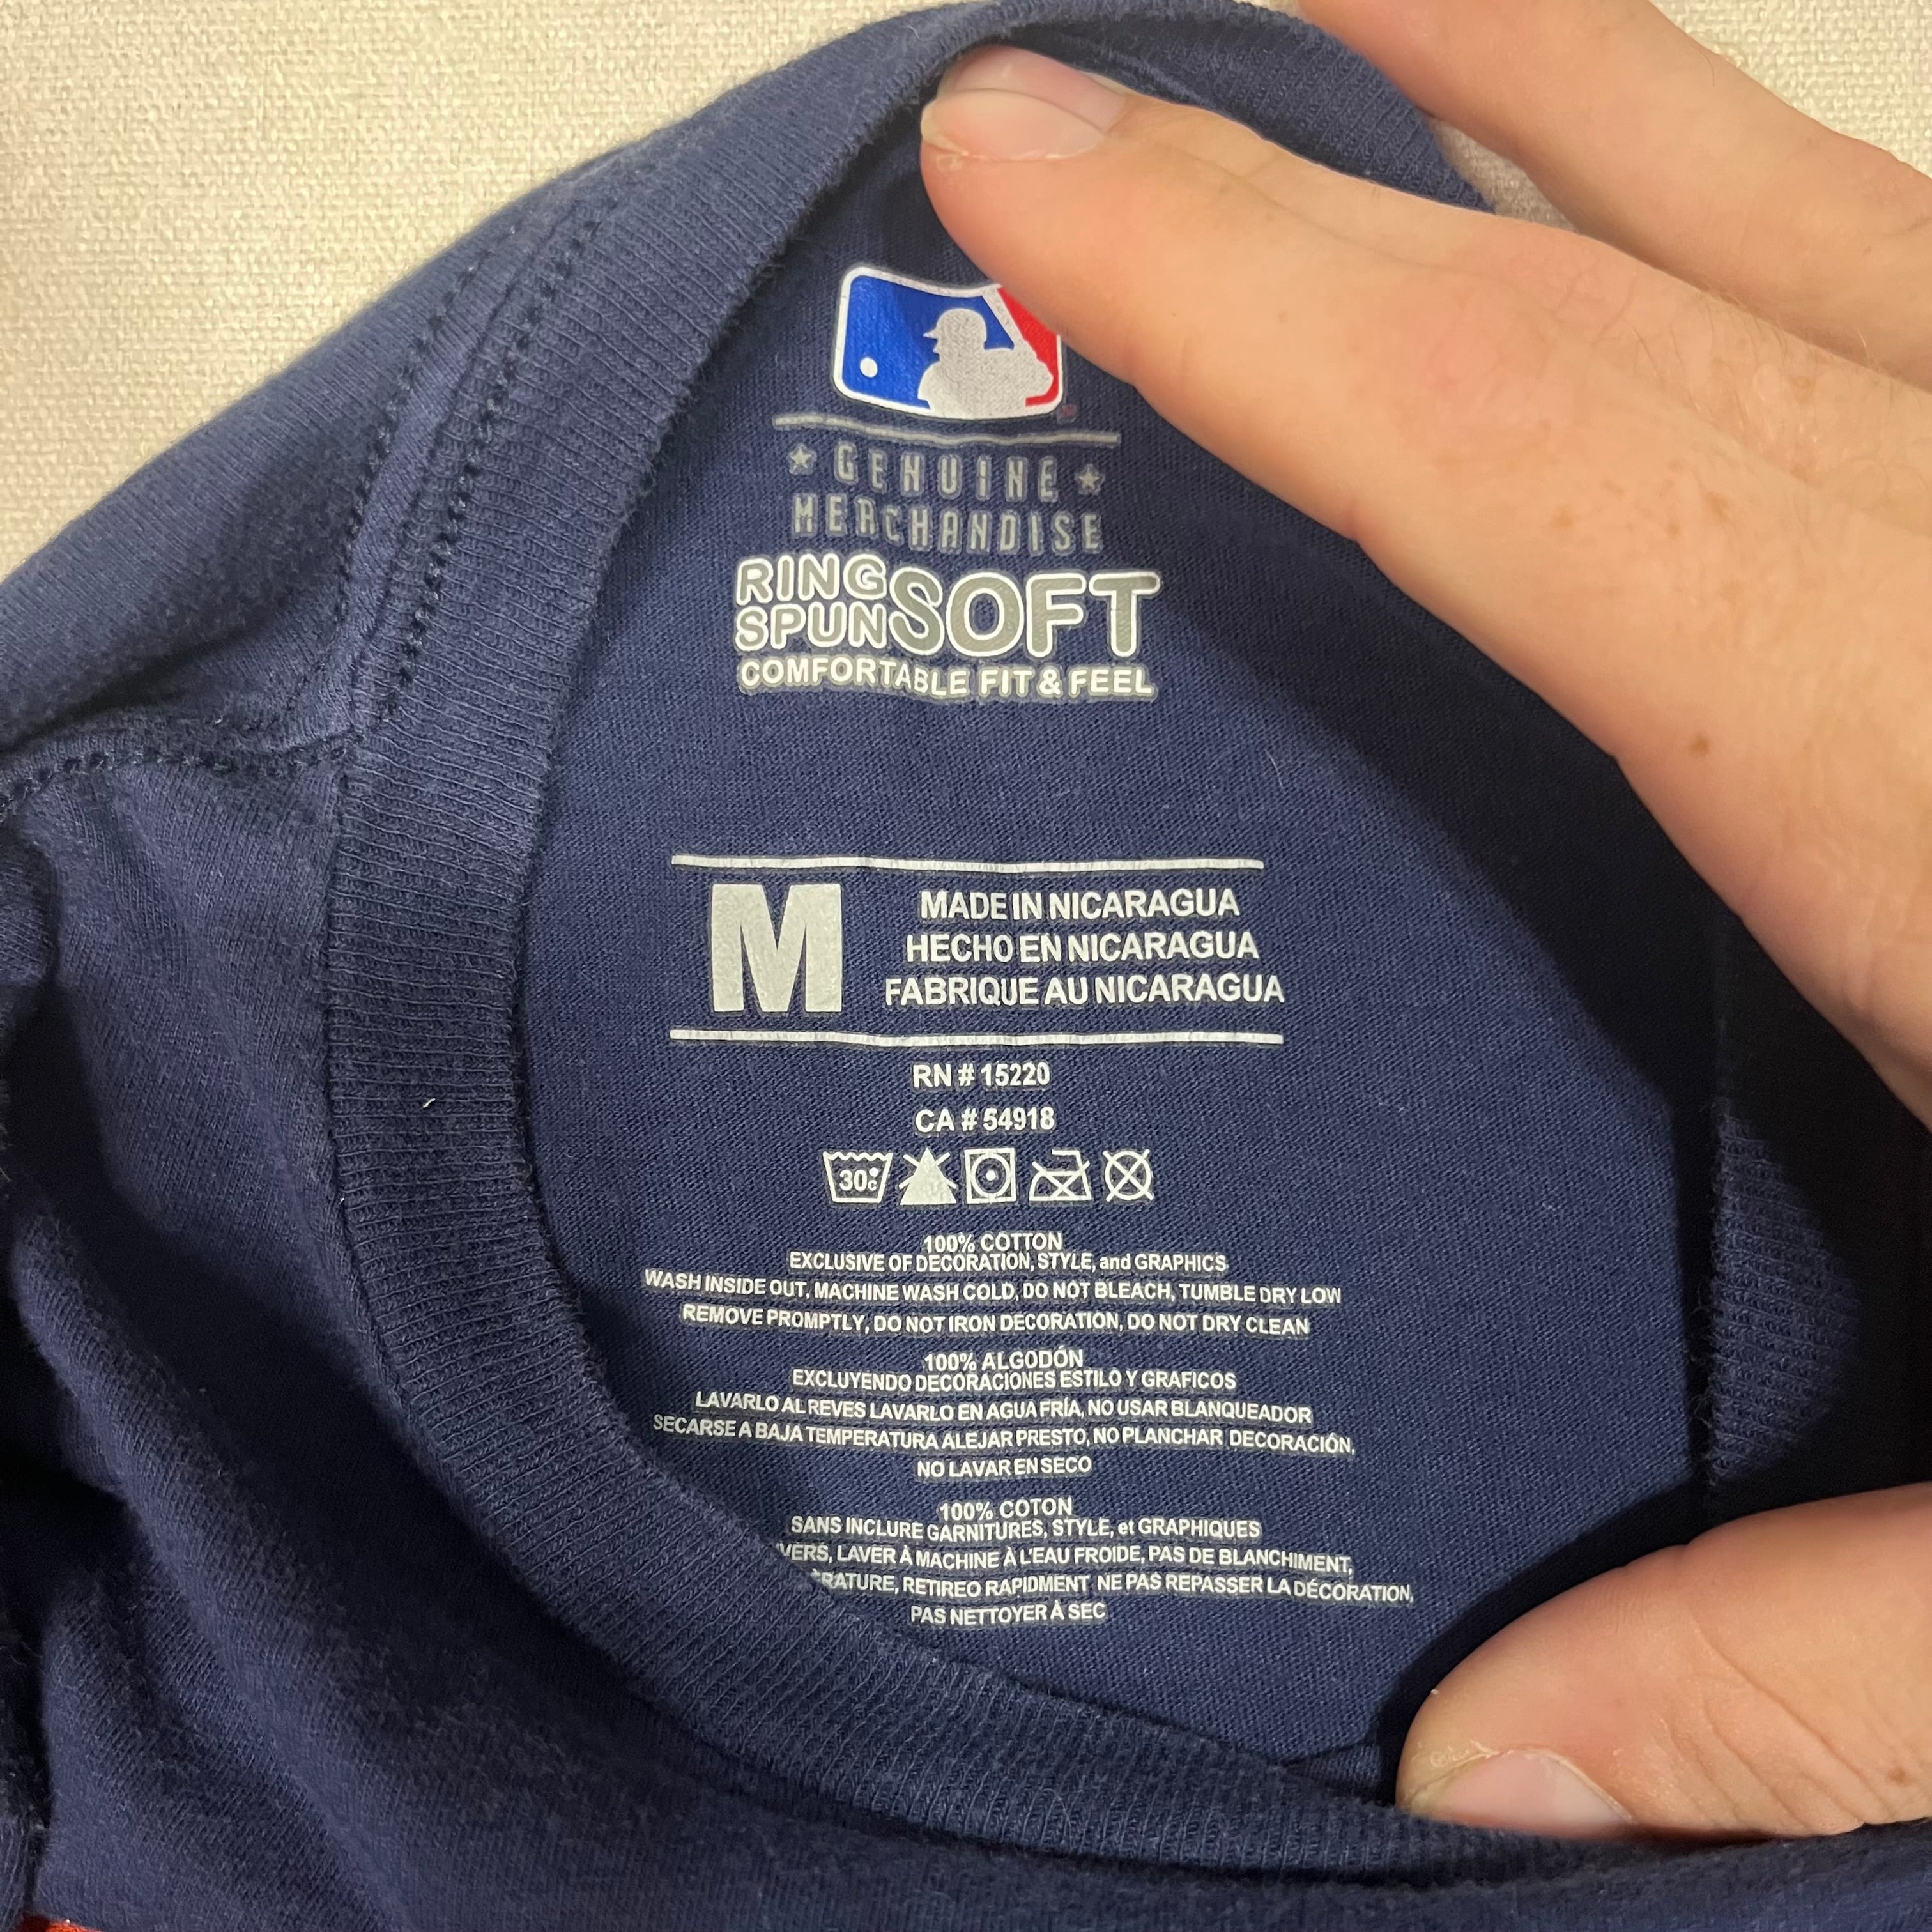 GENUINE
MERCHANDISE
RING
SPUN
SOFT
COMFORTABLE FIT & FEEL
M
MADE IN NICARAGUA
HECHO EN NICARAGUA
FABRIQUE AU NICARAGUA
RN # 15220
CA # 54918
30°c
100% COTTON
EXCLUSIVE OF DECORATION, STYLE, and GRAPHICS
WASH INSIDE OUT, MACHINE WASH COLD, DO NOT BLEACH, TUMBLE DRY LOW
REMOVE PROMPTLY, DO NOT IRON DECORATION, DO NOT DRY CLEAN
100% ALGODÓN
EXCLUYENDO DECORACIONES ESTILO Y GRAFICOS
LAVARLO AL REVES LAVARLO EN AGUA FRÍA, NO USAR BLANQUEADOR
SECARSE A BAJA TEMPERATURA ALEJAR PRESTO, NO PLANCHAR DECORACIÓN,
NO LAVAR EN SECO
100% COTON
SANS INCLURE GARNITURES, STYLE, et GRAPHIQUES
LAVER À MACHINE À L'EAU FROIDE, PAS DE BLANCHIMENT,
RETIREO RAPIDMENT NE PAS REPASSER LA DÉCORATION,
PAS NETTOYER À SEC